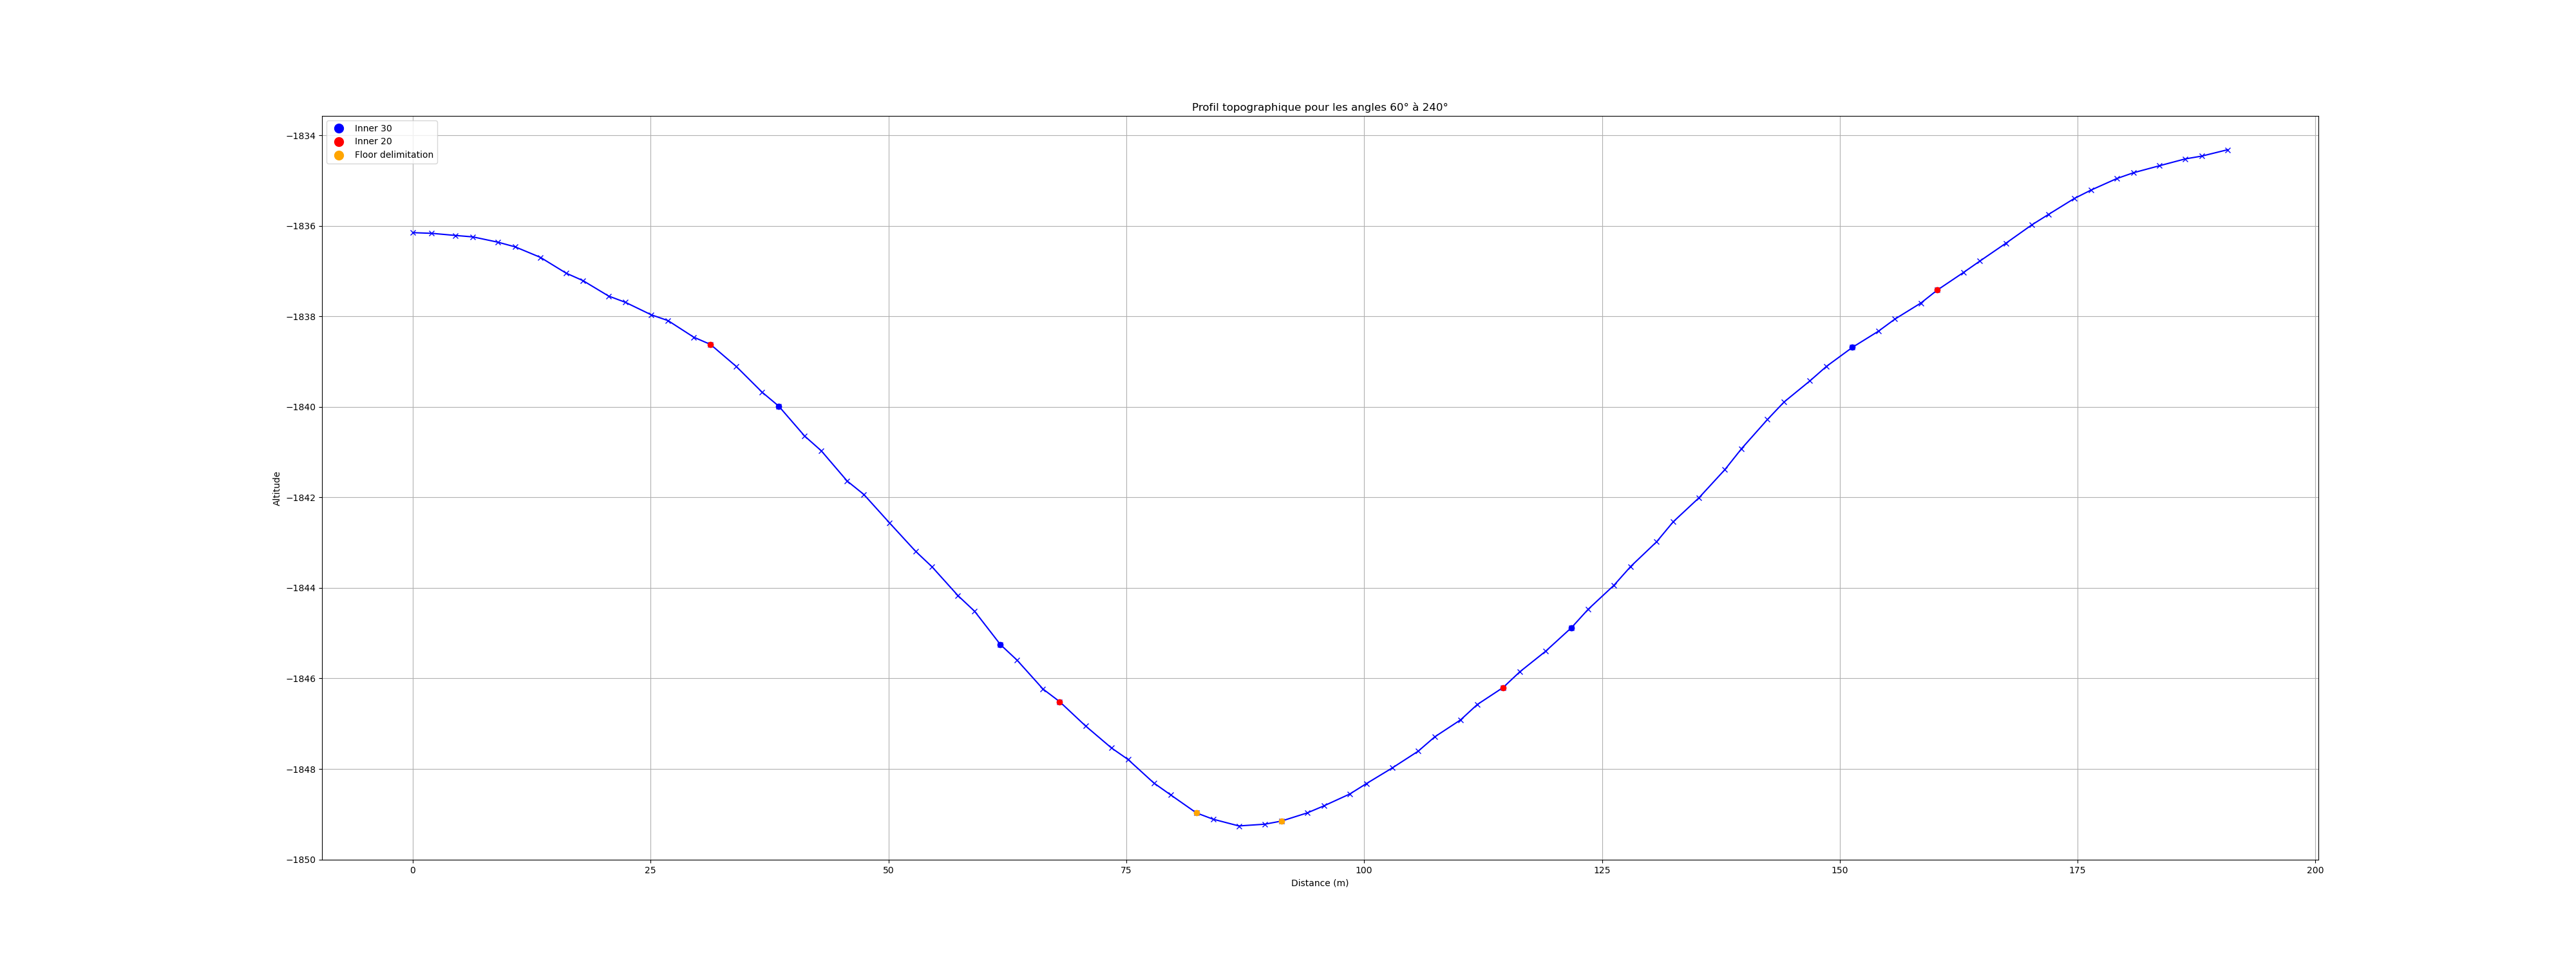 Profil topographique pour les angles 60° à 240°
Inner 30
Inner 20
Floor delimitation
−1834
−1836
−1838
−1840
−1842
−1844
−1846
−1848
−1850
Altitude
0 25 50 75 100 125 150 175 200
Distance (m)